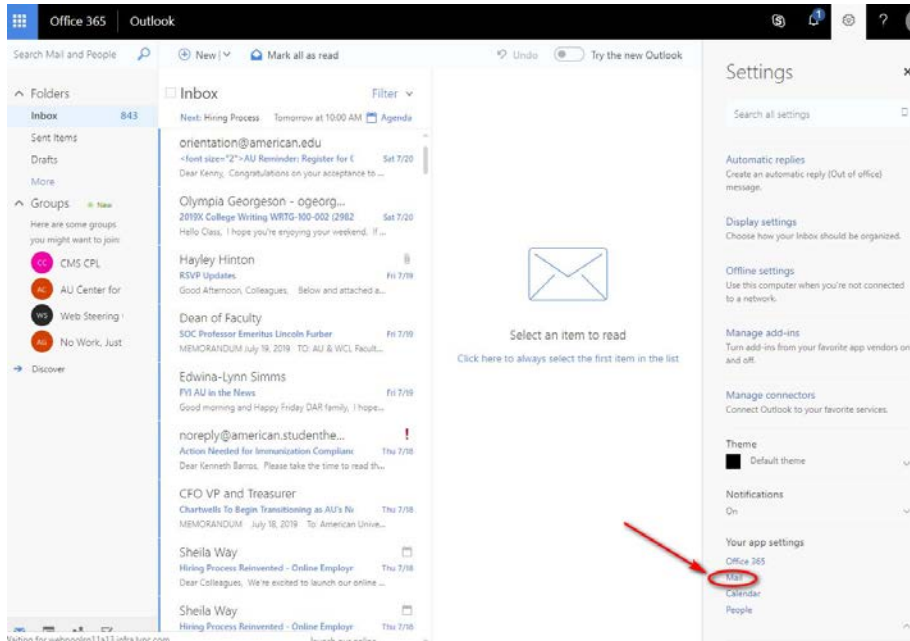 Office 365 Outlook
1
?
Search Mail and People
New
Mark all as read
Undo
Try the new Outlook
Folders
Inbox 843
Sent Items
Drafts
More
Groups New
Here are some groups
you might want to join:
CC CMS CPL
AC AU Center for
WS Web Steering
No Work, Just
Discover
Inbox Filter
Next: Hiring Process Tomorrow at 10:00 AM Agenda
orientation@american.edu
<font size="2">AU Reminder: Register for C Sat 7/20
Dear Kenny, Congratulations on your acceptance to ...
Olympia Georgeson - ogeorg...
2019X College Writing WRTG-100-002 (2982 Sat 7/20
Hello Class, I hope you're enjoying your weekend. If ...
Hayley Hinton
RSVP Updates Fri 7/19
Good Afternoon, Colleagues, Below and attached a...
Dean of Faculty
SOC Professor Emeritus Lincoln Furber Fri 7/19
MEMORANDUM July 19, 2019 TO: AU & WCL Facult...
Edwina-Lynn Simms
FYI AU in the News Fri 7/19
Good morning and Happy Friday DAR family, I hope...
noreply@american.studenthe... !
Action Needed for Immunization Complianc Thu 7/18
Dear Kenneth Barros, Please take the time to read th...
CFO VP and Treasurer
Chartwells To Begin Transitioning as AU's Ne Thu 7/18
MEMORANDUM July 18, 2019 To: American Unive...
Sheila Way
Hiring Process Reinvented - Online Employr Thu 7/18
Dear Colleagues, We're excited to launch our online ...
Sheila Way
Hiring Process Reinvented - Online Employr Thu 7/18
launch our online
Select an item to read
Click here to always select the first item in the list
Settings
Search all settings
Automatic replies
Create an automatic reply (Out of office)
message.
Display settings
Choose how your Inbox should be organized.
Offline settings
Use this computer when you're not connected
to a network.
Manage add-ins
Turn add-ins from your favorite app vendors on
and off.
Manage connectors
Connect Outlook to your favorite services.
Theme
Default theme
Notifications
On
Your app settings
Office 365
Mail
Calendar
People